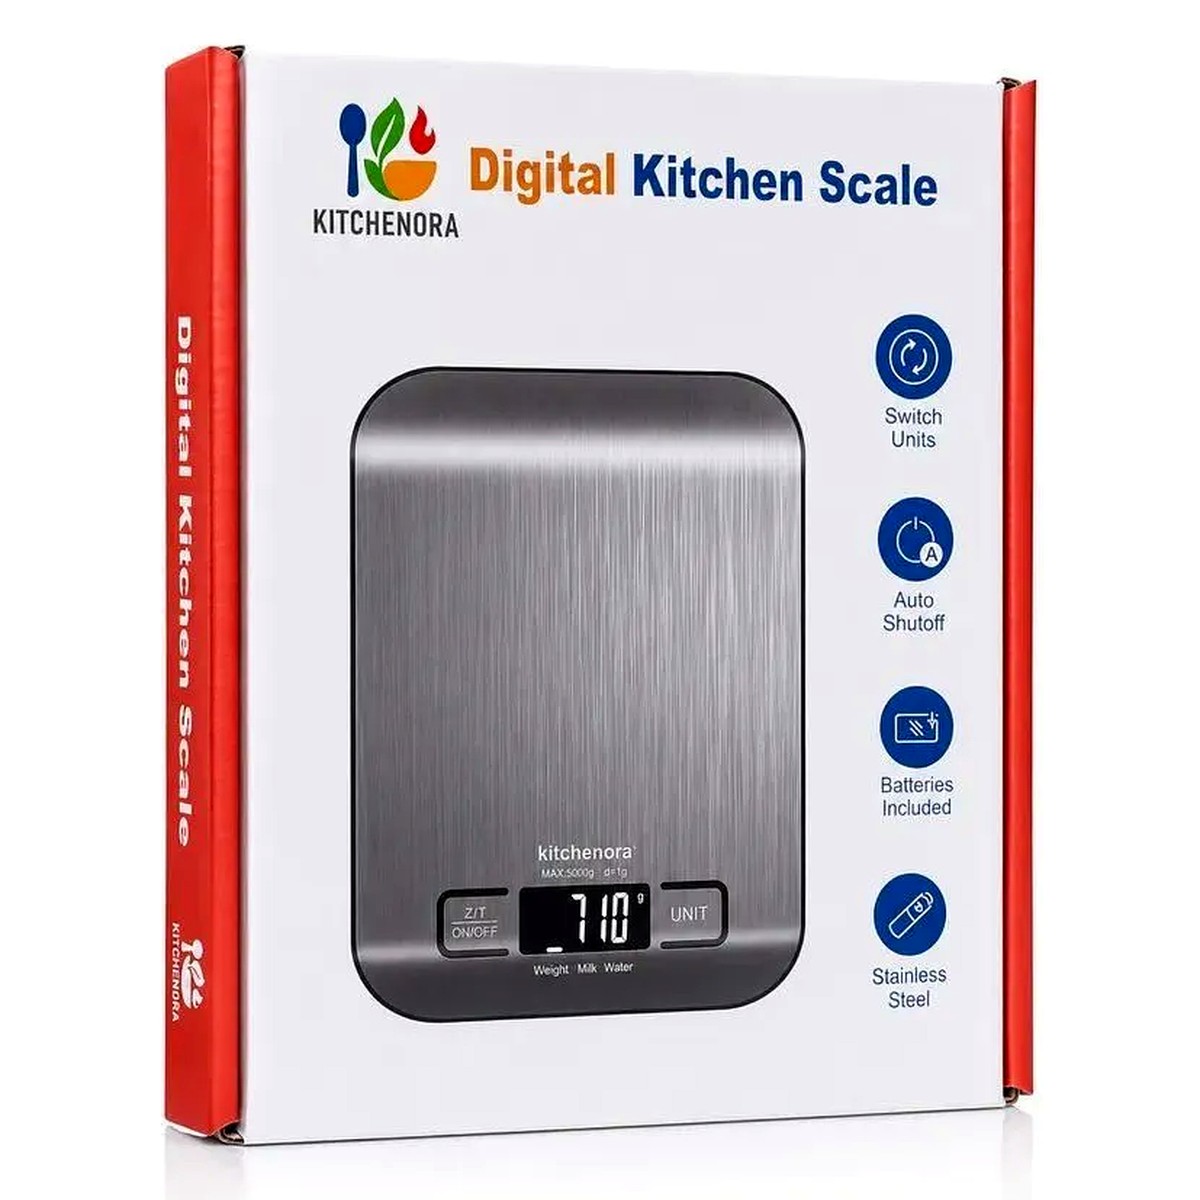 KITCHENORA
Digital Kitchen Scale
Switch
Units
A
Auto
Shutoff
Batteries
Included
Stainless
Steel
kitchenora
MAX:5000g d=1g
Z/T
ON/OFF
710 g
UNIT
Weight Milk Water
Digital Kitchen Scale
KITCHENORA